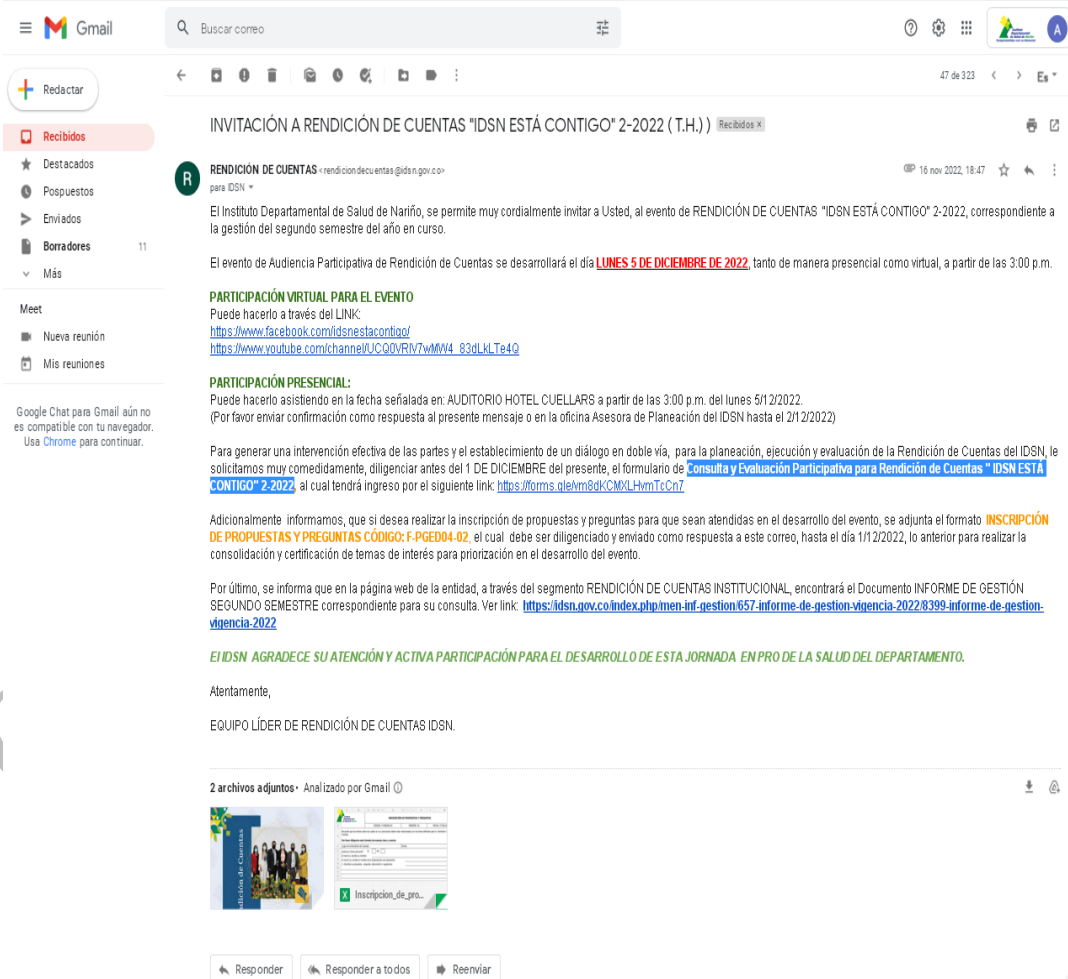 Gmail
Buscar correo
A
Redactar
47 de 323
Es
Recibidos
Destacados
Pospuestos
Enviados
Borradores 11
Más
Meet
Nueva reunión
Mis reuniones
Google Chat para Gmail aún no
es compatible con tu navegador.
Usa Chrome para continuar.
INVITACIÓN A RENDICIÓN DE CUENTAS "IDSN ESTÁ CONTIGO" 2-2022 ( T.H.) ) Recibidos ×
R
RENDICIÓN DE CUENTAS <rendiciondecuentas@idsn.gov.co> 16 nov 2022, 18:47
para IDSN
El Instituto Departamental de Salud de Nariño, se permite muy cordialmente invitar a Usted, al evento de RENDICIÓN DE CUENTAS "IDSN ESTÁ CONTIGO" 2-2022, correspondiente a
la gestión del segundo semestre del año en curso.
El evento de Audiencia Participativa de Rendición de Cuentas se desarrollará el día LUNES 5 DE DICIEMBRE DE 2022, tanto de manera presencial como virtual, a partir de las 3:00 p.m.
PARTICIPACIÓN VIRTUAL PARA EL EVENTO
Puede hacerlo a través del LINK:
https://www.facebook.com/idsnestacontigo/
https://www.youtube.com/channel/UCQ0VRlV7wMW4_83dLkLTe4Q
PARTICIPACIÓN PRESENCIAL:
Puede hacerlo asistiendo en la fecha señalada en: AUDITORIO HOTEL CUELLARS a partir de las 3:00 p.m. del lunes 5/12/2022.
(Por favor enviar confirmación como respuesta al presente mensaje o en la oficina Asesora de Planeación del IDSN hasta el 2/12/2022)
Para generar una intervención efectiva de las partes y el establecimiento de un diálogo en doble vía, para la planeación, ejecución y evaluación de la Rendición de Cuentas del IDSN, le
solicitamos muy comedidamente, diligenciar antes del 1 DE DICIEMBRE del presente, el formulario de Consulta y Evaluación Participativa para Rendición de Cuentas " IDSN ESTÁ
CONTIGO" 2-2022, al cual tendrá ingreso por el siguiente link: https://forms.gle/vm8dKCMXLHvmTcCn7
Adicionalmente informamos, que si desea realizar la inscripción de propuestas y preguntas para que sean atendidas en el desarrollo del evento, se adjunta el formato INSCRIPCIÓN
DE PROPUESTAS Y PREGUNTAS CÓDIGO: F-PGED04-02, el cual debe ser diligenciado y enviado como respuesta a este correo, hasta el día 1/12/2022, lo anterior para realizar la
consolidación y certificación de temas de interés para priorización en el desarrollo del evento.
Por último, se informa que en la página web de la entidad, a través del segmento RENDICIÓN DE CUENTAS INSTITUCIONAL, encontrará el Documento INFORME DE GESTIÓN
SEGUNDO SEMESTRE correspondiente para su consulta. Ver link: https://idsn.gov.co/index.php/men-inf-gestion/657-informe-de-gestion-vigencia-2022/8399-informe-de-gestion-
vigencia-2022
El IDSN AGRADECE SU ATENCIÓN Y ACTIVA PARTICIPACIÓN PARA EL DESARROLLO DE ESTA JORNADA EN PRO DE LA SALUD DEL DEPARTAMENTO.
Atentamente,
EQUIPO LÍDER DE RENDICIÓN DE CUENTAS IDSN.
2 archivos adjuntos • Analizado por Gmail
dición de Cuentas
X Inscripcion_de_pro...
Responder
Responder a todos
Reenviar